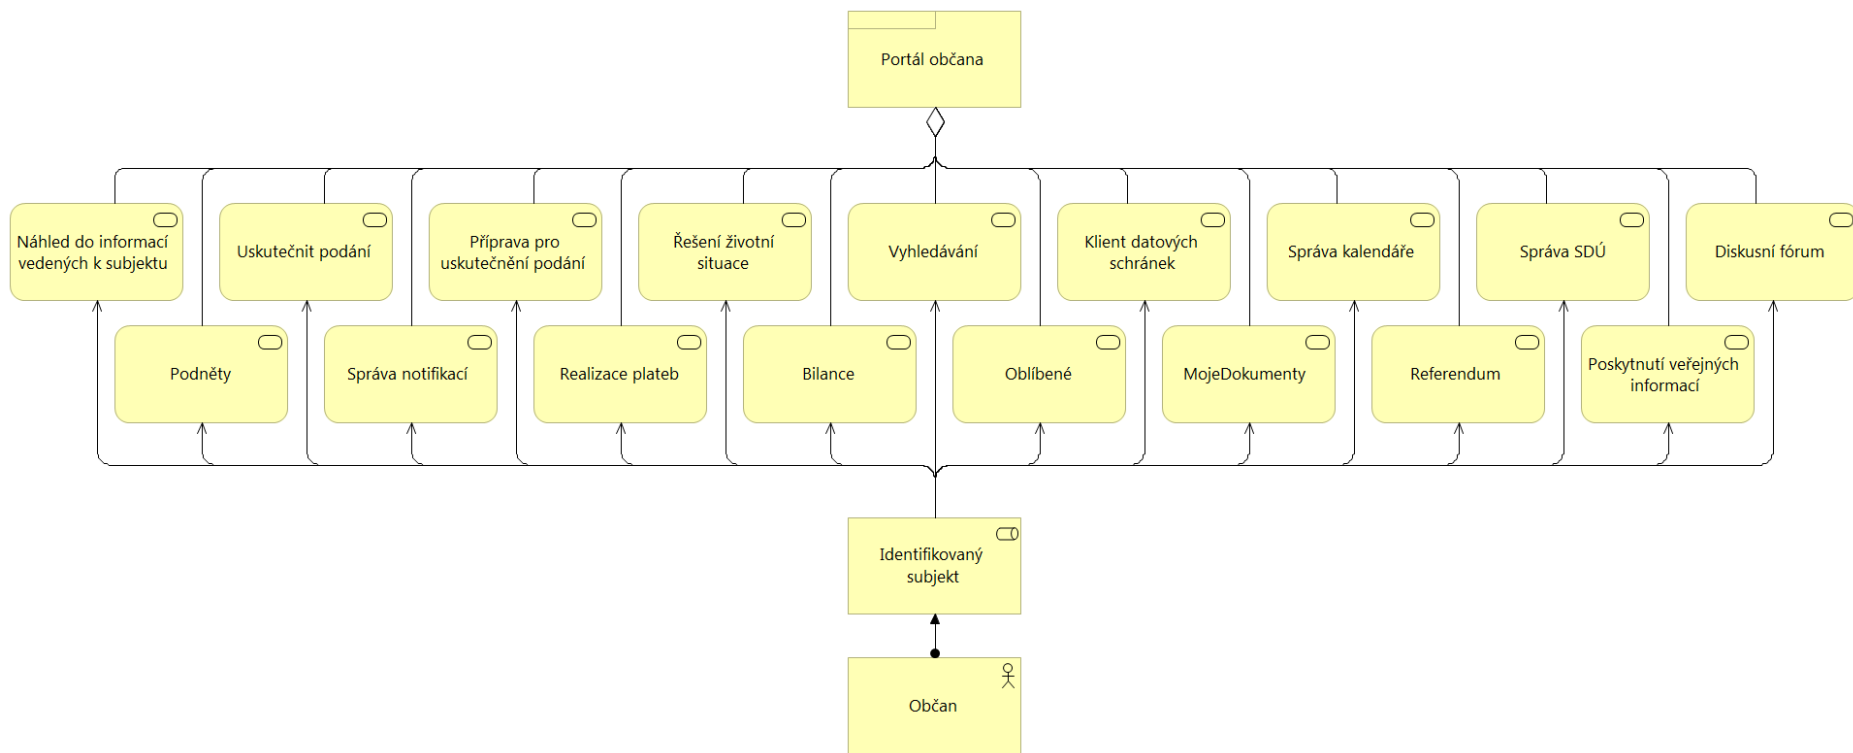 Portál občana
Náhled do informací
vedených k subjektu
Uskutečnit podání
Příprava pro
uskutečnění podání
Řešení životní
situace
Vyhledávání
Klient datových
schránek
Správa kalendáře
Správa SDÚ
Diskusní fórum
Podněty
Správa notifikací
Realizace plateb
Bilance
Oblíbené
MojeDokumenty
Referendum
Poskytnutí veřejných
informací
Identifikovaný
subjekt
Občan